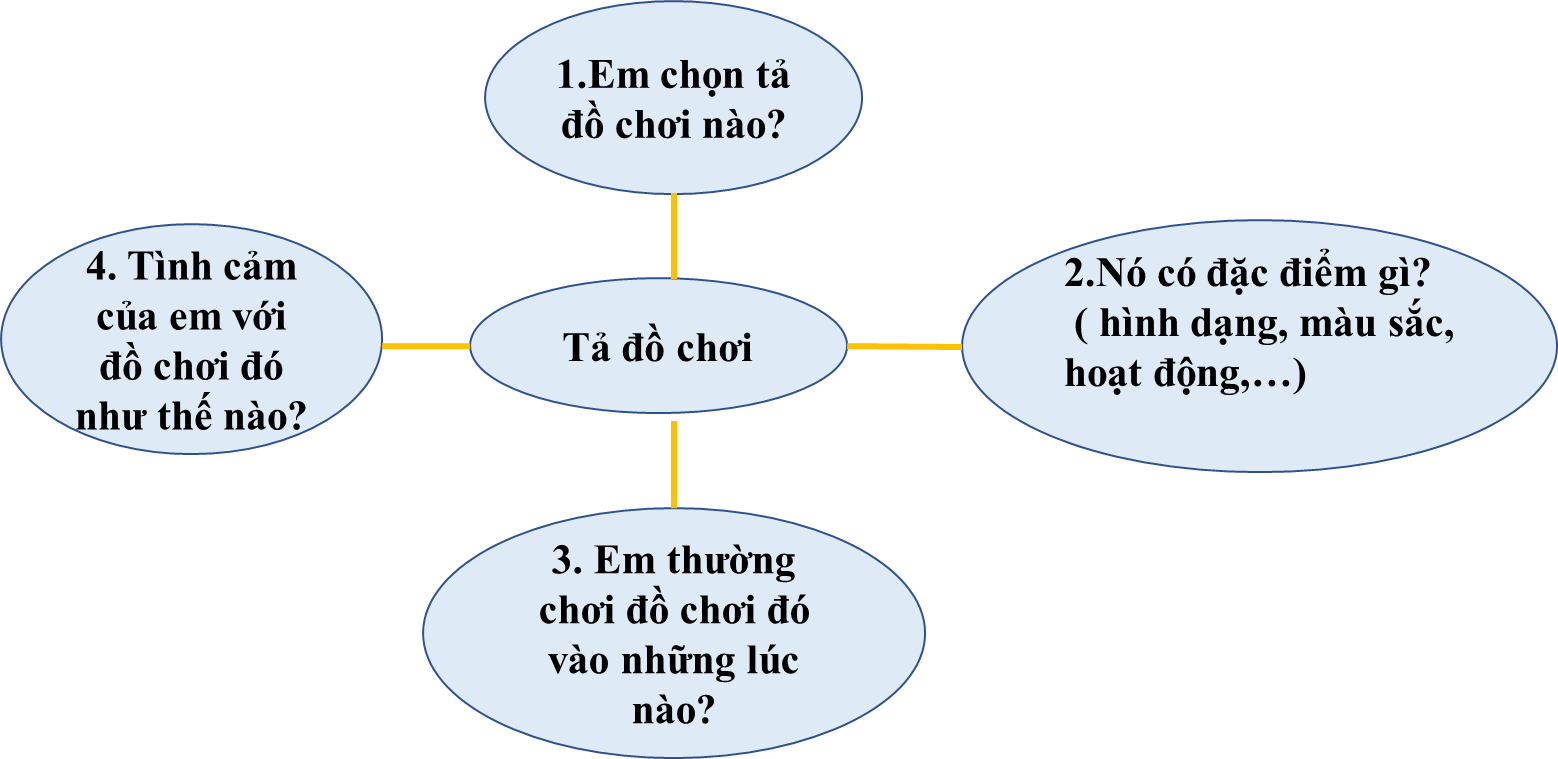 1.Em chọn tả
đồ chơi nào?
4. Tình cảm
của em với
đồ chơi đó
như thế nào?
Tả đồ chơi
2.Nó có đặc điểm gì?
( hình dạng, màu sắc,
hoạt động,…)
3. Em thường
chơi đồ chơi đó
vào những lúc
nào?